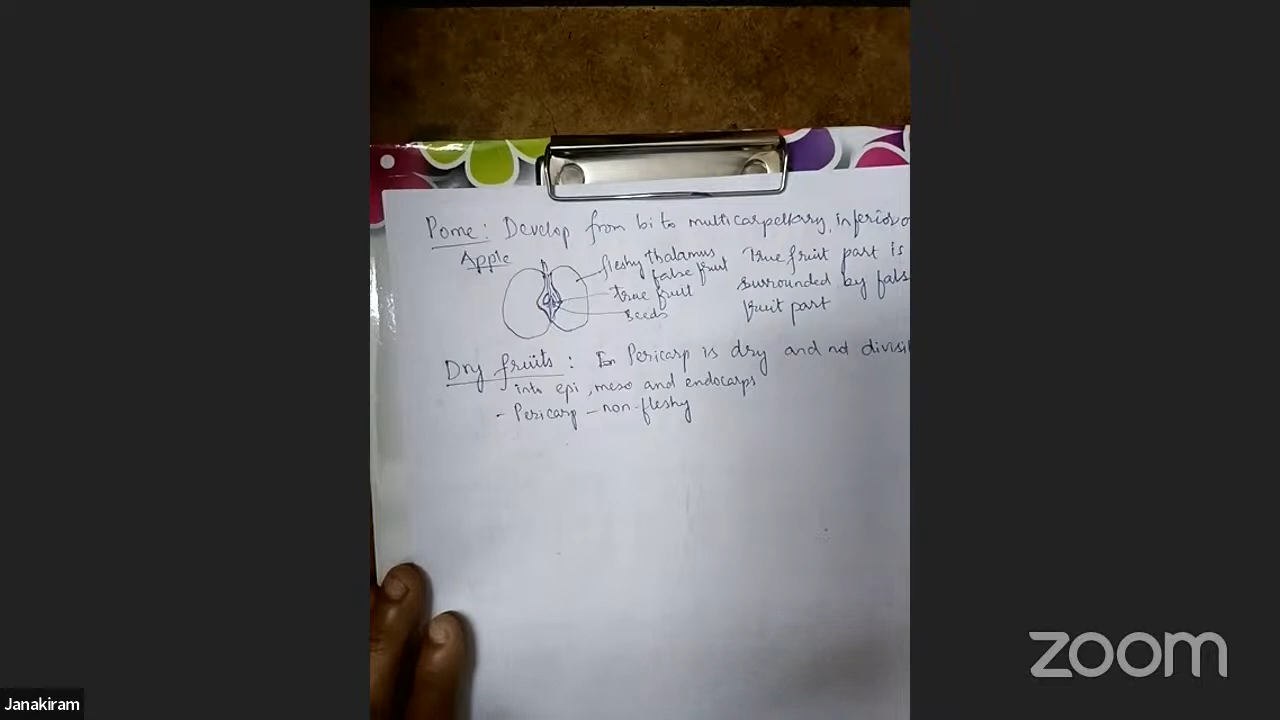 Pome: Develop from bi to multicarpellary, inferior o
Apple
fleshy thalamus
false fruit
true fruit
seeds
True fruit part is
surrounded by fals
fruit part
Dry fruits: Pericarp is dry and not divisi
into epi, meso and endocarps
- Pericarp - non-fleshy
zoom
Janakiram